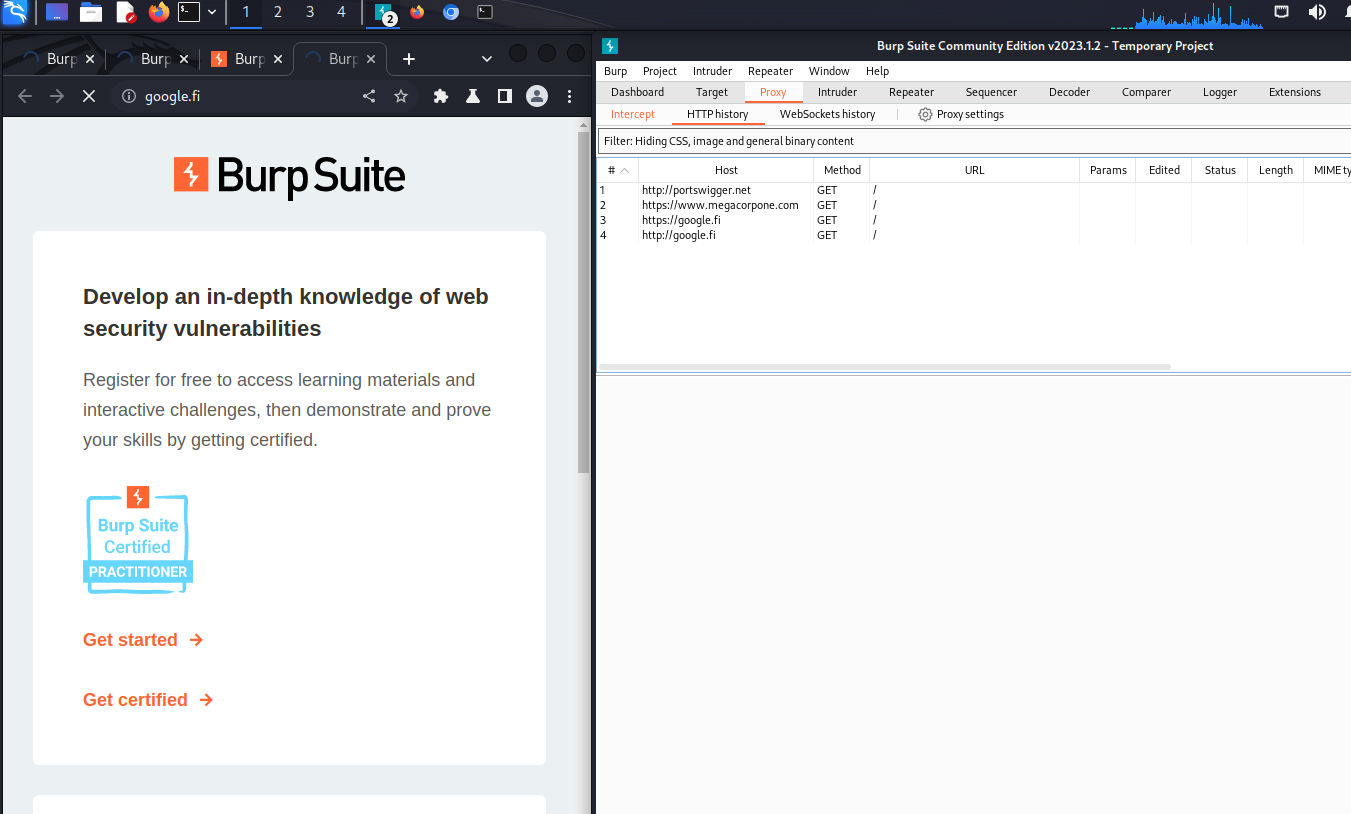 1 2 3 4 2
Burp Burp Burp Burp
google.fi
Burp Suite
Develop an in-depth knowledge of web
security vulnerabilities
Register for free to access learning materials and
interactive challenges, then demonstrate and prove
your skills by getting certified.
Burp Suite
Certified
PRACTITIONER
Get started
Get certified
Burp Suite Community Edition v2023.1.2 - Temporary Project
Burp Project Intruder Repeater Window Help
Dashboard Target Proxy Intruder Repeater Sequencer Decoder Comparer Logger Extensions
Intercept HTTP history WebSockets history Proxy settings
Filter: Hiding CSS, image and general binary content
# Host Method URL Params Edited Status Length MIME ty
1 http://portswigger.net GET /
2 https://www.megacorpone.com GET /
3 https://google.fi GET /
4 http://google.fi GET /